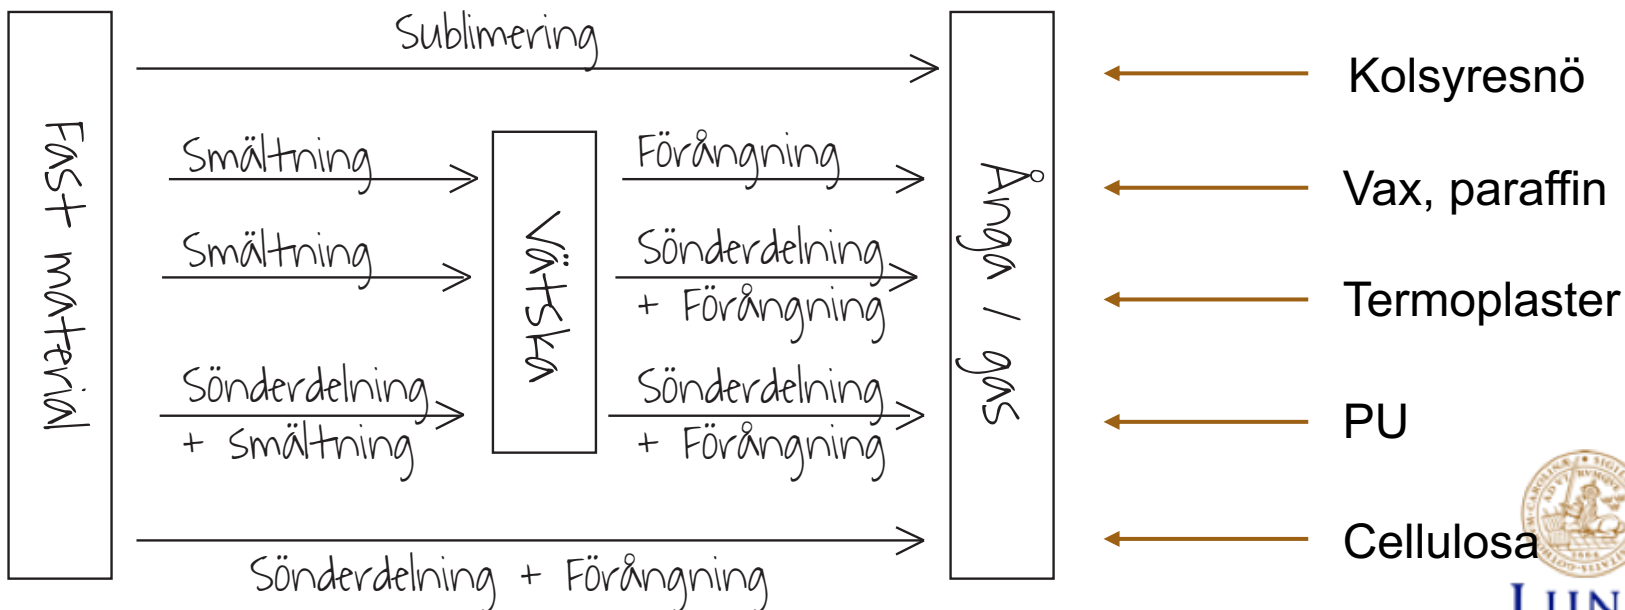 Sublimering
Kolsyresnö
Fast material
Smältning
Förångning
Vax, paraffin
Vätska
Ånga / gas
Smältning
Sönderdelning
+ Förångning
Termoplaster
Sönderdelning
+ Smältning
Sönderdelning
+ Förångning
PU
Sönderdelning + Förångning
Cellulosa